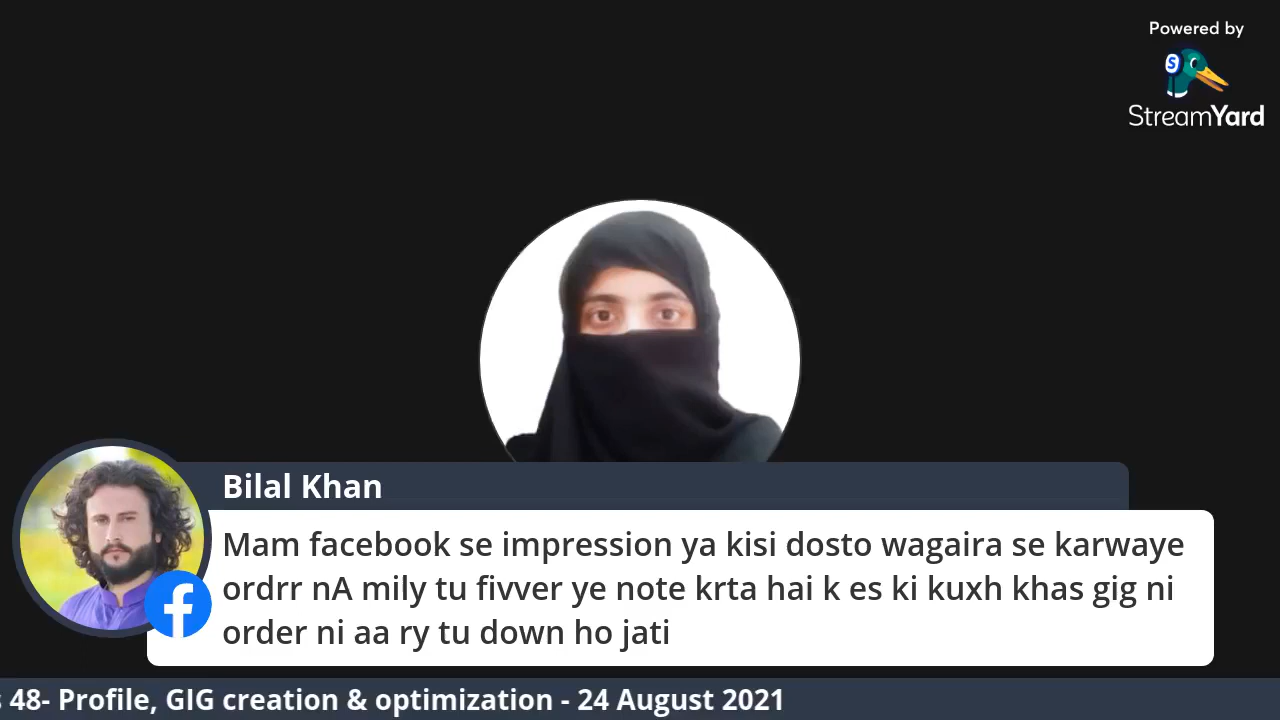 Powered by
StreamYard
Bilal Khan
Mam facebook se impression ya kisi dosto wagaira se karwaye
ordrr nA mily tu fivver ye note krta hai k es ki kuxh khas gig ni
order ni aa ry tu down ho jati
48- Profile, GIG creation & optimization - 24 August 2021